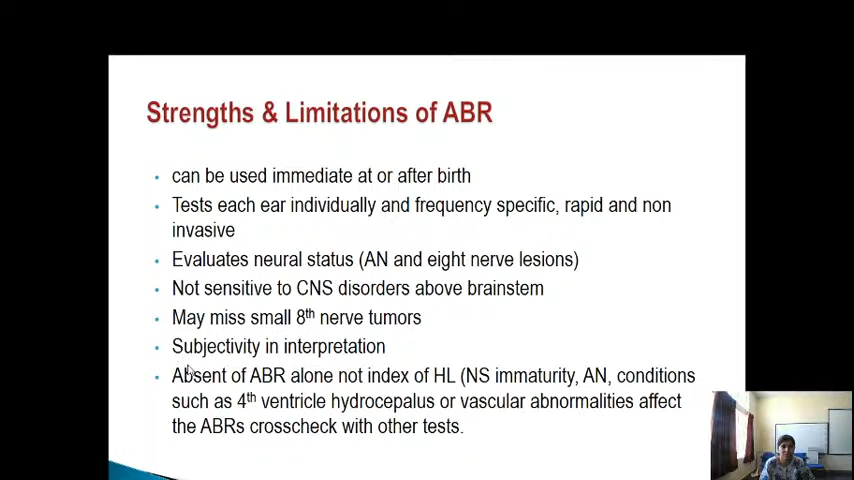 Strengths & Limitations of ABR
• can be used immediate at or after birth
• Tests each ear individually and frequency specific, rapid and non
invasive
• Evaluates neural status (AN and eight nerve lesions)
• Not sensitive to CNS disorders above brainstem
• May miss small 8th nerve tumors
• Subjectivity in interpretation
• Absent of ABR alone not index of HL (NS immaturity, AN, conditions
such as 4th ventricle hydrocepalus or vascular abnormalities affect
the ABRs crosscheck with other tests.